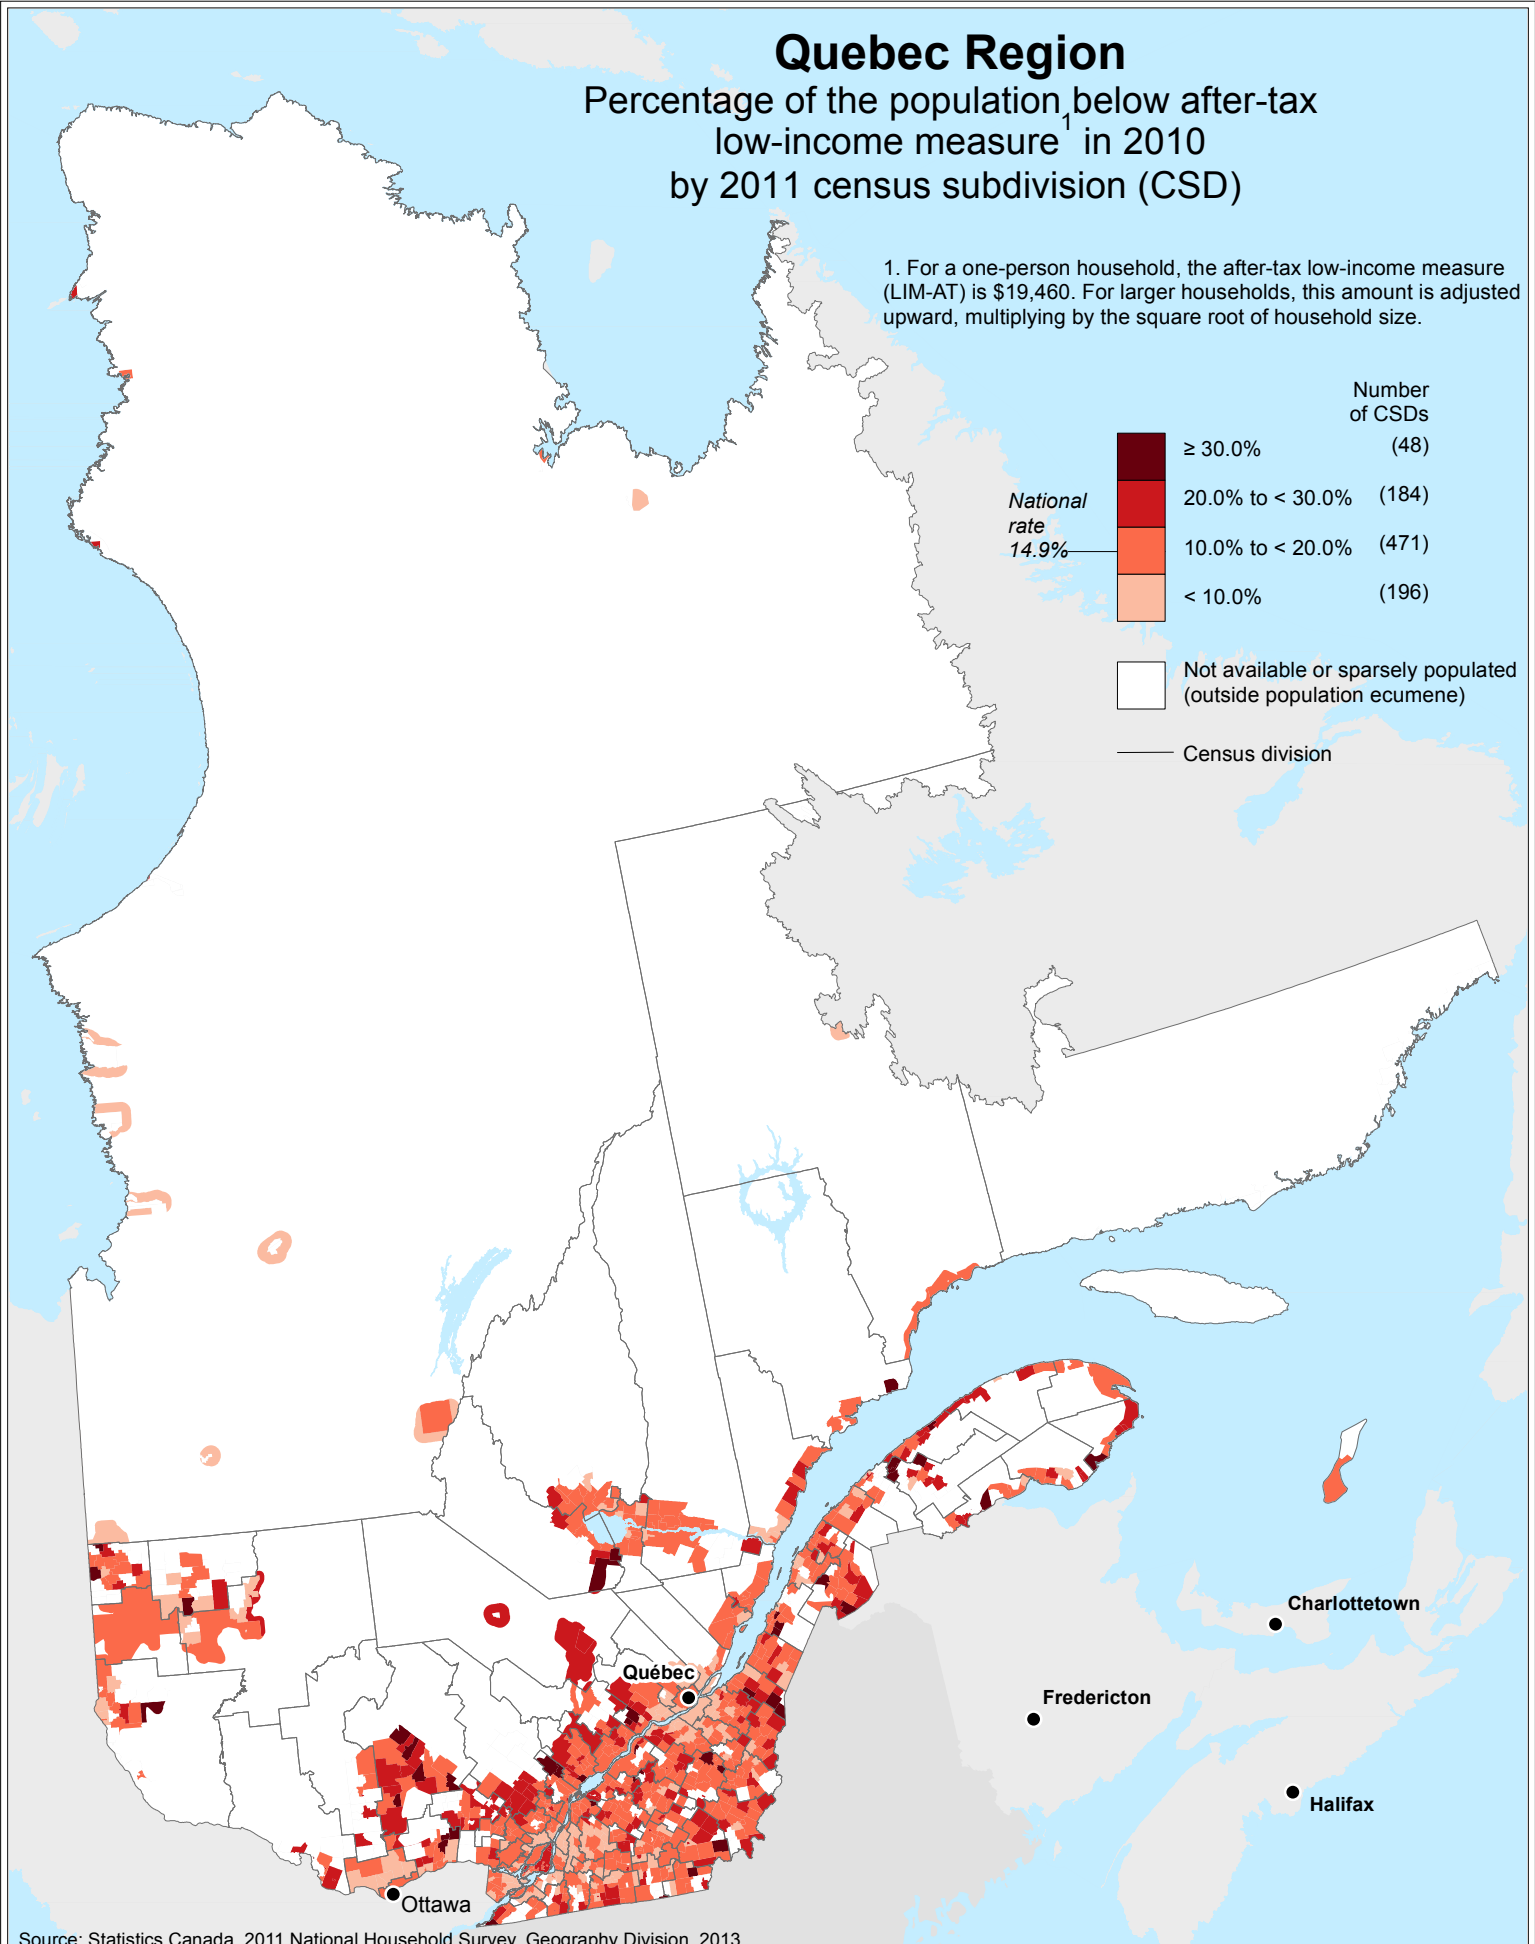 Quebec Region
Percentage of the population below after-tax
low-income measure1 in 2010
by 2011 census subdivision (CSD)
1. For a one-person household, the after-tax low-income measure
(LIM-AT) is $19,460. For larger households, this amount is adjusted
upward, multiplying by the square root of household size.
Number
of CSDs
≥ 30.0% (48)
20.0% to < 30.0% (184)
National
rate
14.9%
10.0% to < 20.0% (471)
< 10.0% (196)
Not available or sparsely populated
(outside population ecumene)
Census division
Charlottetown
Québec
Fredericton
Halifax
Ottawa
Source: Statistics Canada, 2011 National Household Survey, Geography Division, 2013